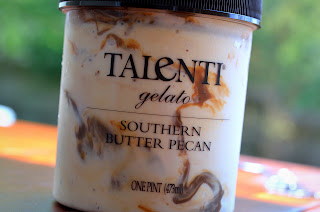 TALENTI
gelato
SOUTHERN
BUTTER PECAN
ONE PINT (473mL)